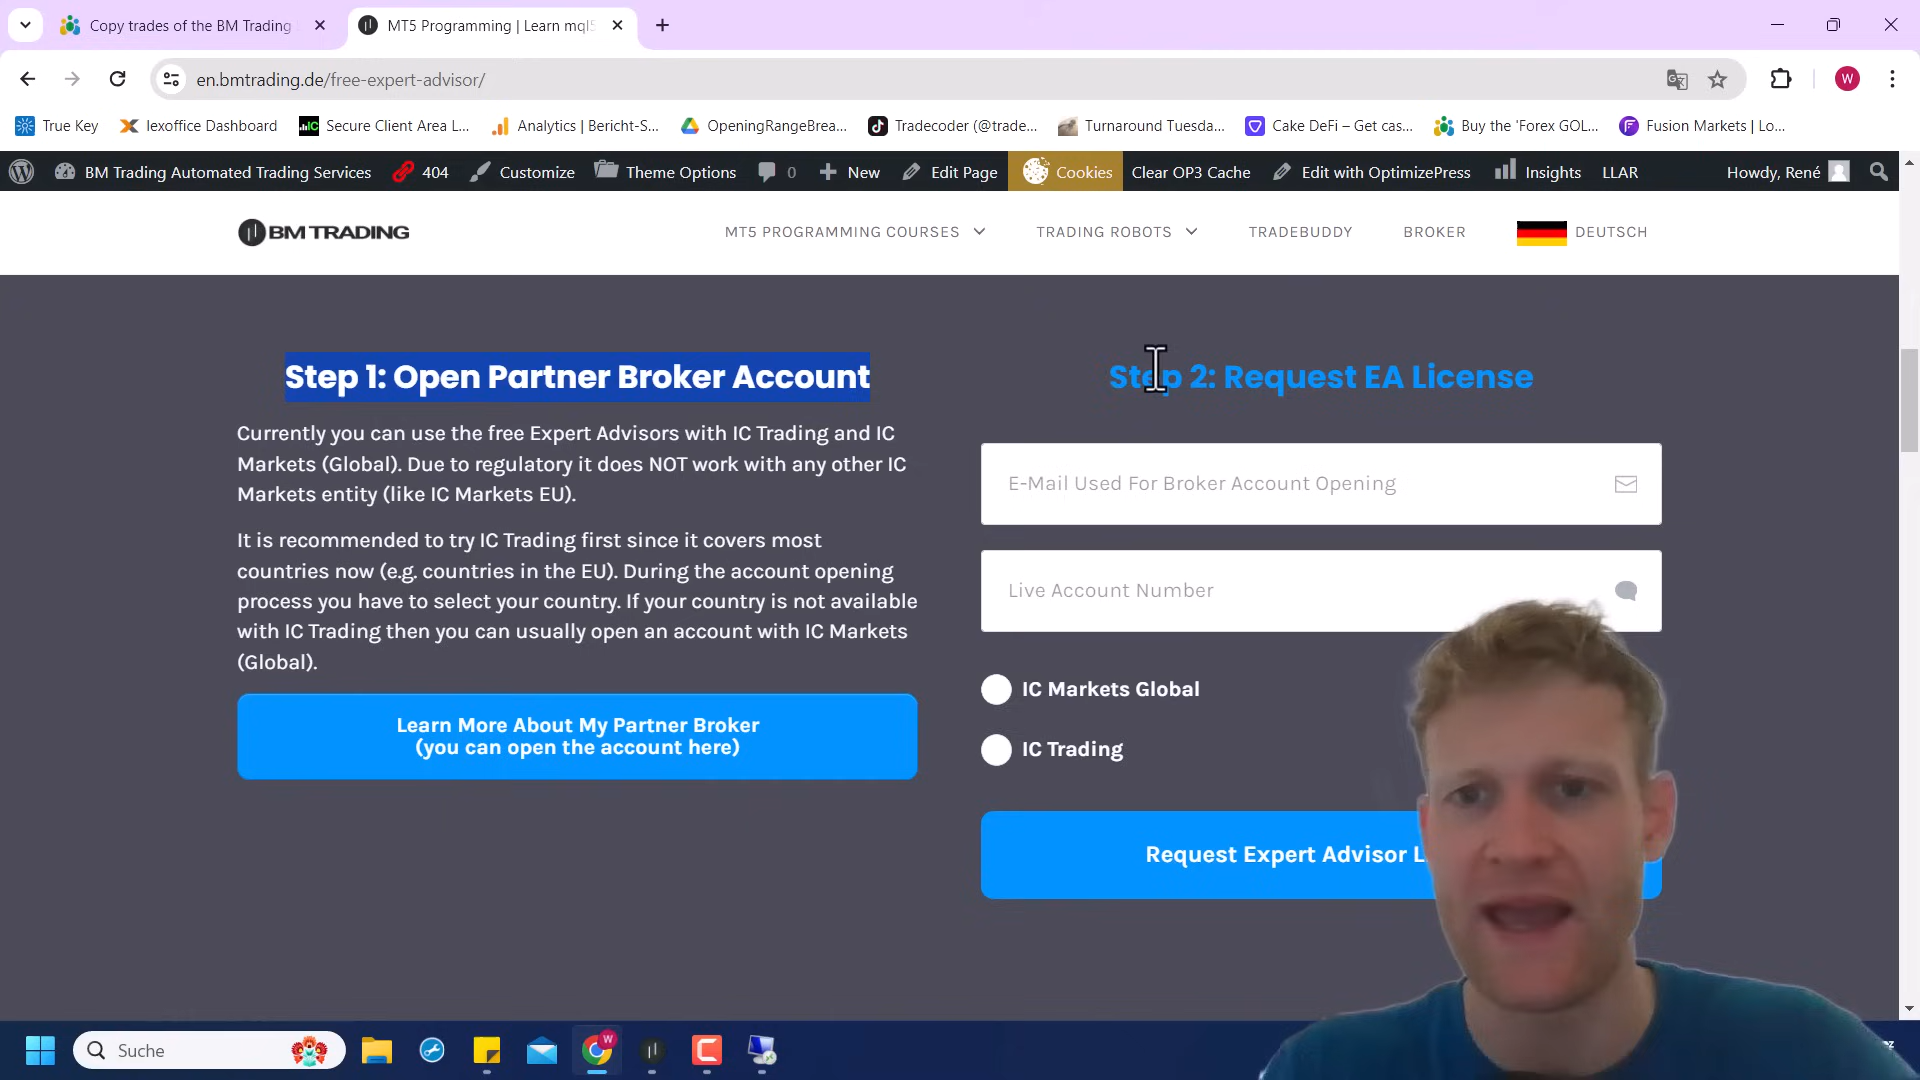 Copy trades of the BM Trading
MT5 Programming | Learn mql5
en.bmtrading.de/free-expert-advisor/
W
True Key
lexoffice Dashboard
Secure Client Area L...
Analytics (Bericht-S...
OpeningRangeBrea...
Tradecoder (@trade...
Turnaround Tuesda...
Cake DeFi – Get cas...
Buy the 'Forex GOL...
Fusion Markets | Lo...
BM Trading Automated Trading Services
404
Customize
Theme Options
0
New
Edit Page
Cookies
Clear OP3 Cache
Edit with OptimizePress
Insights
LLAR
Howdy, René
BM TRADING
MT5 PROGRAMMING COURSES
TRADING ROBOTS
TRADEBUDDY
BROKER
DEUTSCH
Step 1: Open Partner Broker Account
Currently you can use the free Expert Advisors with IC Trading and IC
Markets (Global). Due to regulatory it does NOT work with any other IC
Markets entity (like IC Markets EU).
It is recommended to try IC Trading first since it covers most
countries now (e.g. countries in the EU). During the account opening
process you have to select your country. If your country is not available
with IC Trading then you can usually open an account with IC Markets
(Global).
Learn More About My Partner Broker
(you can open the account here)
Step 2: Request EA License
E-Mail Used For Broker Account Opening
Live Account Number
IC Markets Global
IC Trading
Request Expert Advisor L
Suche
W